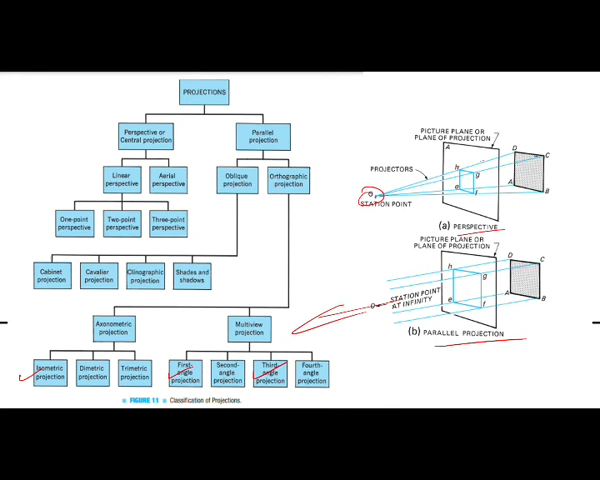 PROJECTIONS
Perspective or
Central projection
Parallel
projection
Linear
perspective
Aerial
perspective
Oblique
projection
Orthographic
projection
One-point
perspective
Two-point
perspective
Three-point
perspective
Cabinet
projection
Cavalier
projection
Clinographic
projection
Shades and
shadows
Axonometric
projection
Multiview
projection
Isometric
projection
Dimetric
projection
Trimetric
projection
First-
angle
projection
Second-
angle
projection
Third-
angle
projection
Fourth-
angle
projection
FIGURE 11 Classification of Projections.
PICTURE PLANE OR
PLANE OF PROJECTION
A
D
C
PROJECTORS
h
g
A
e
f
B
O
STATION POINT
(a) PERSPECTIVE
PICTURE PLANE OR
PLANE OF PROJECTION
D
C
h
g
A
O
STATION POINT
AT INFINITY
e
f
B
(b) PARALLEL PROJECTION